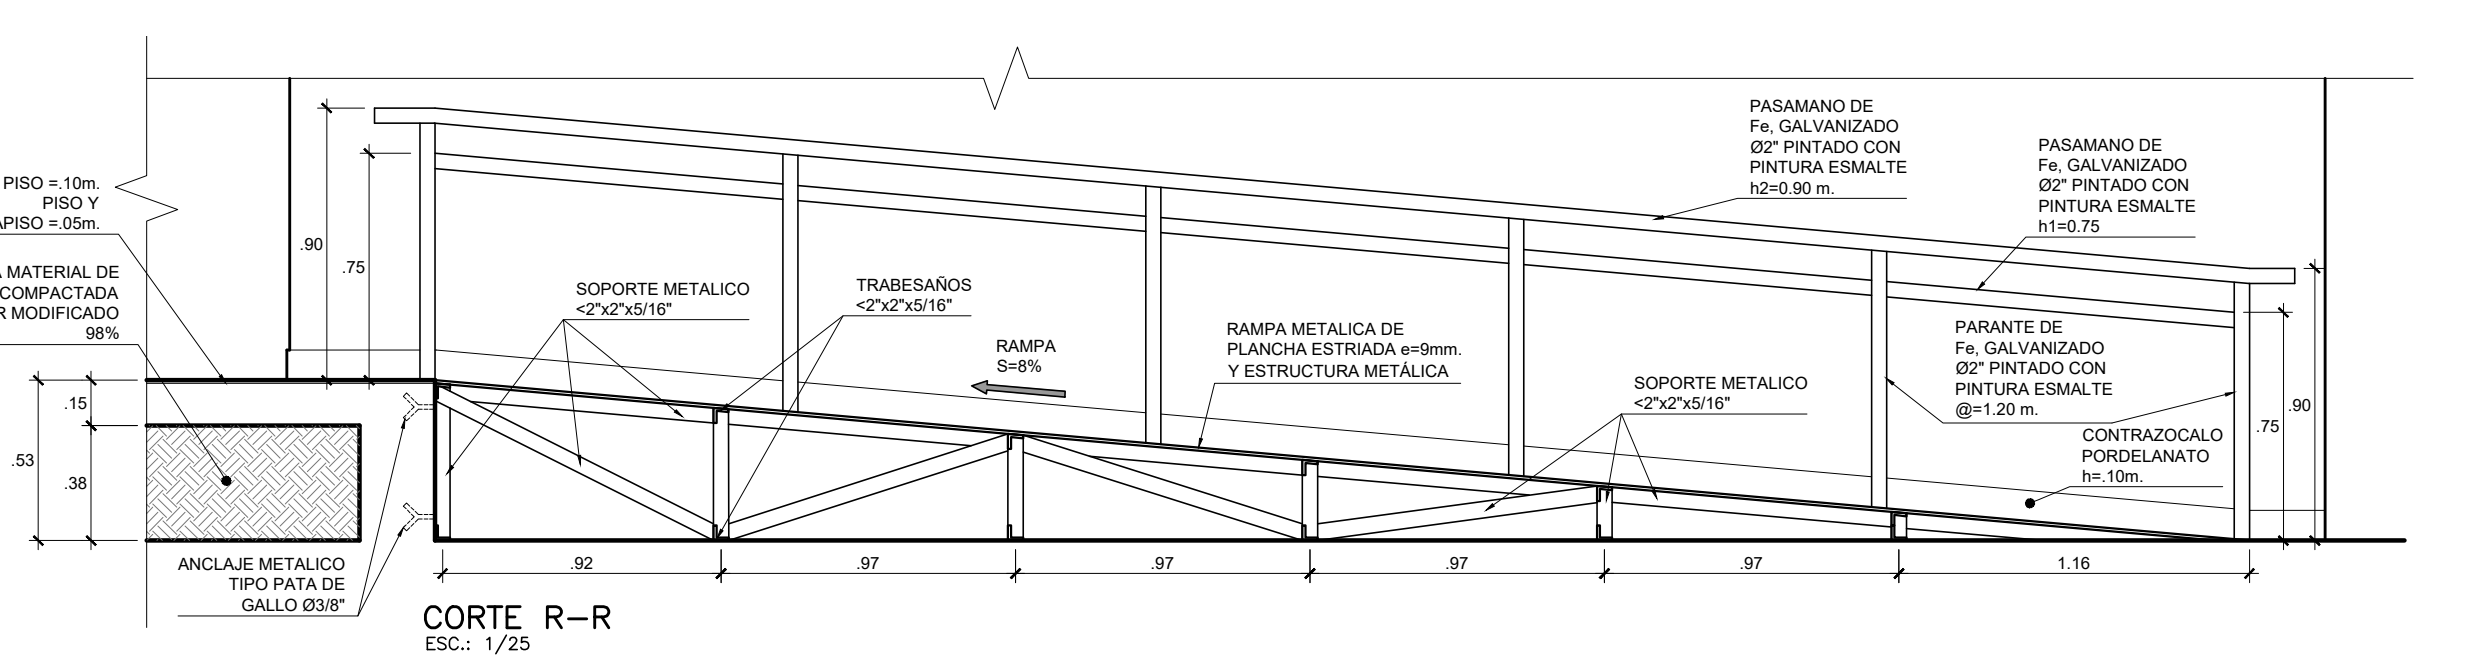 PISO =.10m.
PISO Y
APISO =.05m.
A MATERIAL DE
COMPACTADA
R MODIFICADO
98%
.53
.15
.38
.90
.75
ANCLAJE METALICO
TIPO PATA DE
GALLO Ø3/8"
SOPORTE METALICO
<2"x2"x5/16"
TRABESAÑOS
<2"x2"x5/16"
RAMPA
S=8%
RAMPA METALICA DE
PLANCHA ESTRIADA e=9mm.
Y ESTRUCTURA METÁLICA
SOPORTE METALICO
<2"x2"x5/16"
PASAMANO DE
Fe, GALVANIZADO
Ø2" PINTADO CON
PINTURA ESMALTE
h2=0.90 m.
PASAMANO DE
Fe, GALVANIZADO
Ø2" PINTADO CON
PINTURA ESMALTE
h1=0.75
PARANTE DE
Fe, GALVANIZADO
Ø2" PINTADO CON
PINTURA ESMALTE
@=1.20 m.
CONTRAZOCALO
PORDELANATO
h=.10m.
.75
.90
.92
.97
.97
.97
.97
1.16
CORTE R-R
ESC.: 1/25